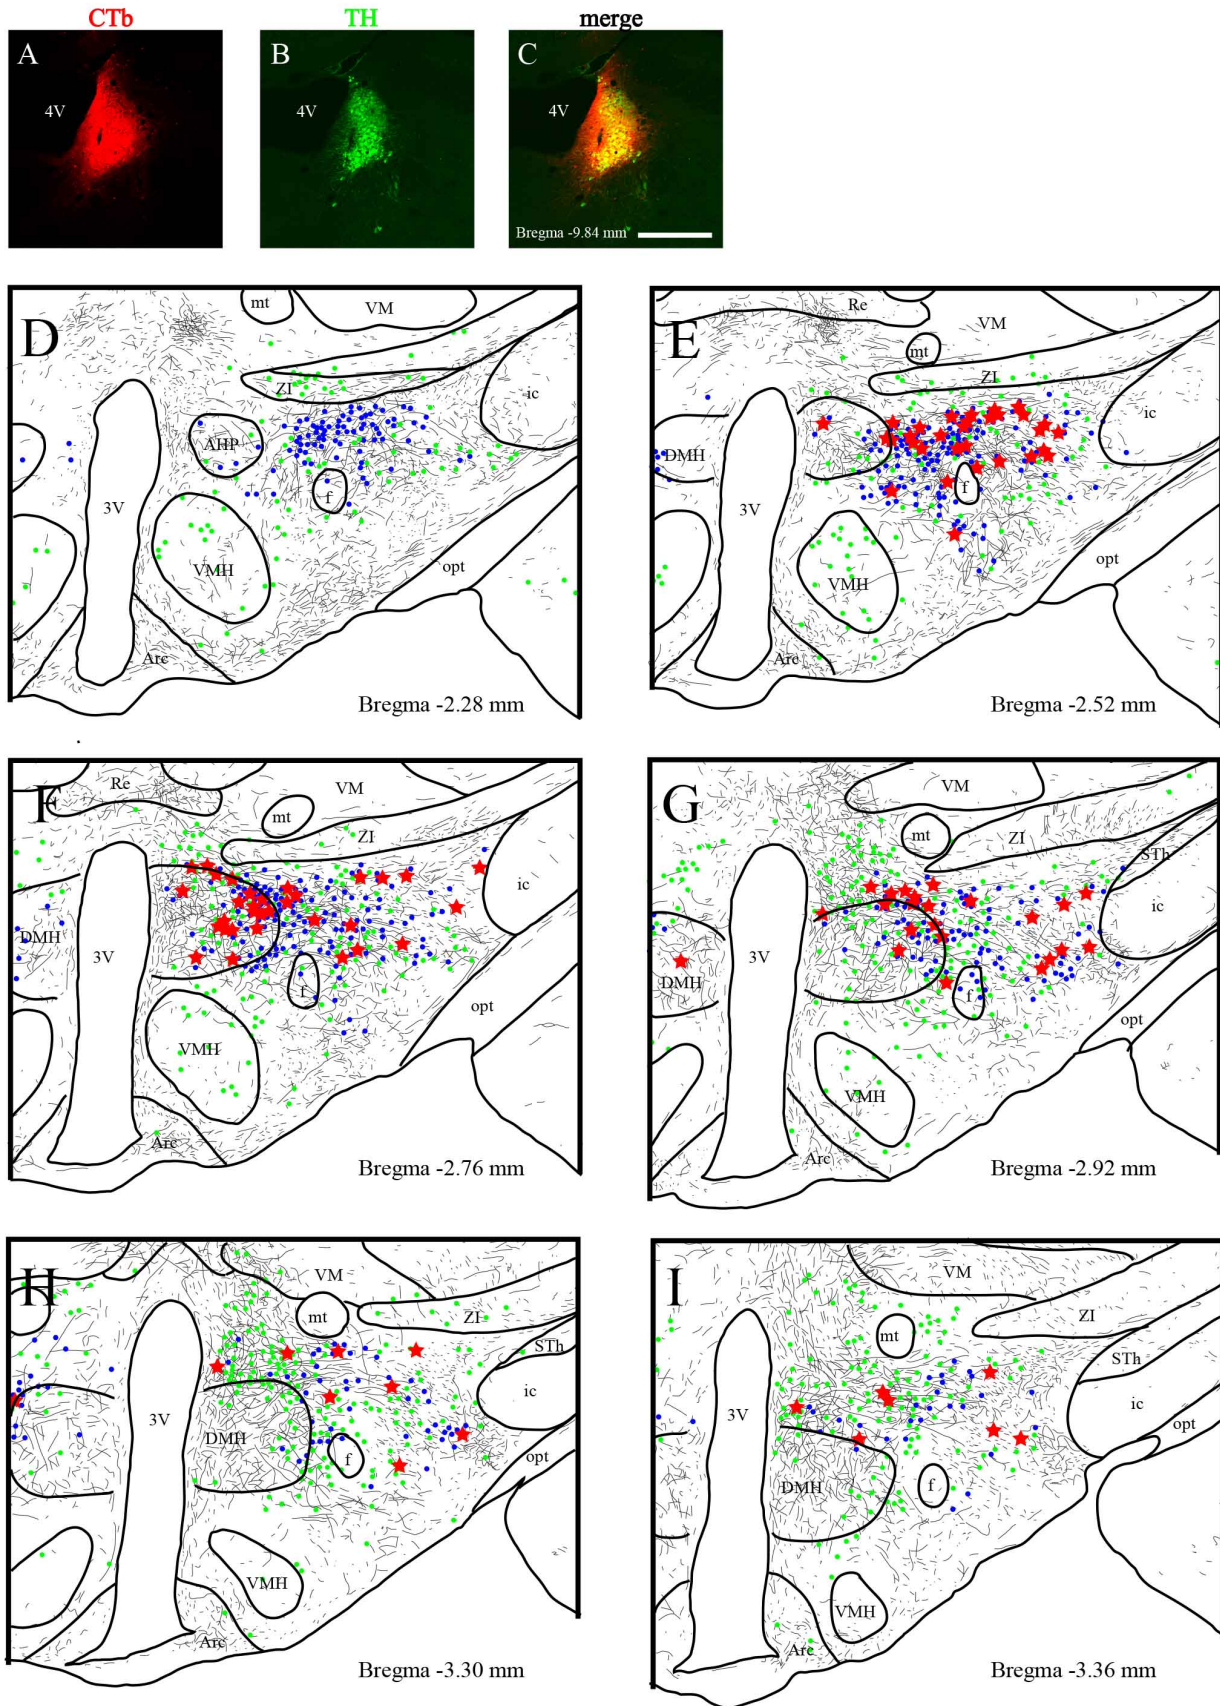 CTb TH merge
A B C
4V 4V 4V
Bregma -9.84 mm
D mt VM
ZI ic
AHP
f
3V
VMH opt
Arc
Bregma -2.28 mm
E Re VM
mt
ZI ic
DMH
f
3V
VMH opt
Arc
Bregma -2.52 mm
F Re VM
mt
ZI
ic
DMH 3V
f
opt
VMH
Arc
Bregma -2.76 mm
G VM
mt ZI
STh
ic
3V
DMH f
opt
VMH
Arc
Bregma -2.92 mm
H VM
mt ZI
STh
ic
3V
DMH
f opt
VMH
Arc
Bregma -3.30 mm
I VM
mt ZI
STh
ic
opt
3V
DMH f
VMH
Arc
Bregma -3.36 mm